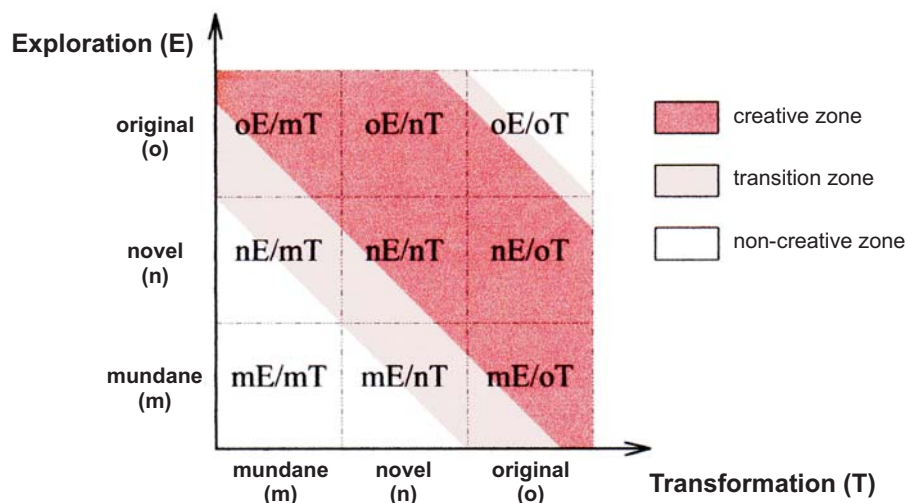 Exploration (E)
original
(o)
oE/mT oE/nT oE/oT
creative zone
transition zone
novel
(n)
nE/mT nE/nT nE/oT
non-creative zone
mundane
(m)
mE/mT mE/nT mE/oT
mundane
(m)
novel
(n)
original
(o)
Transformation (T)